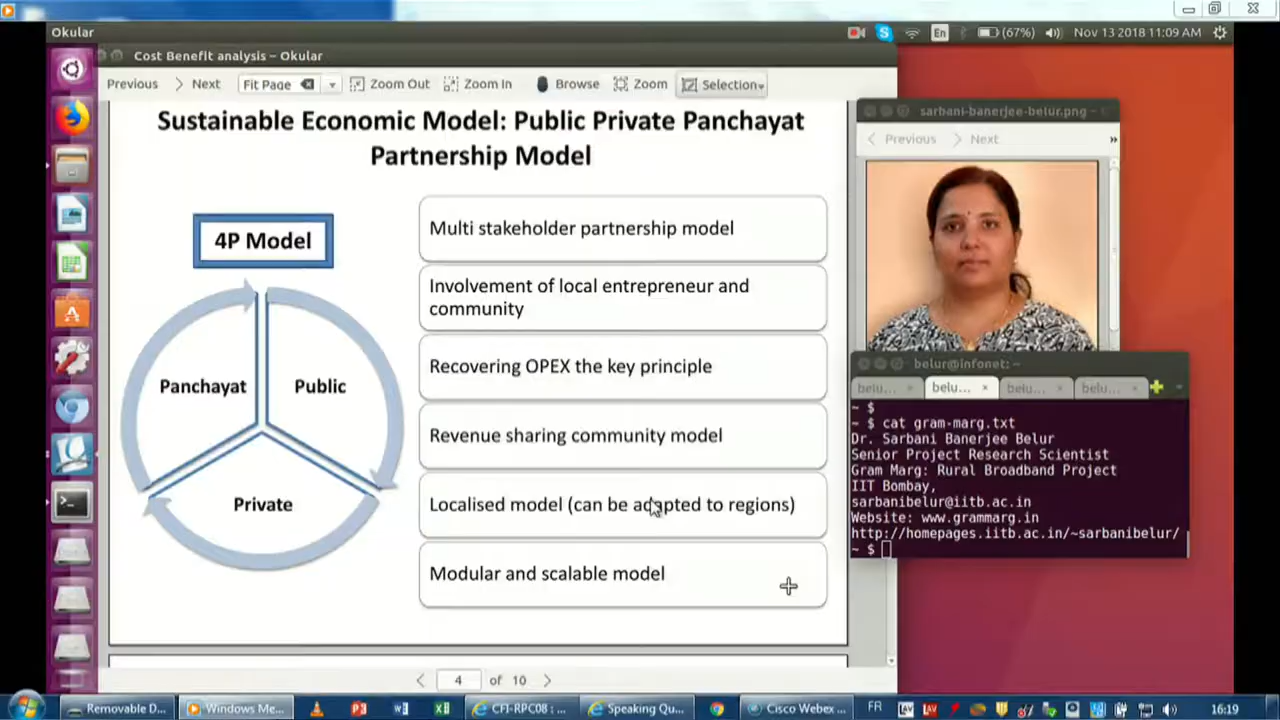 Okular
En
(67%)
Nov 13 2018 11:09 AM
Cost Benefit analysis – Okular
Previous
Next
Fit Page
Zoom Out
Zoom In
Browse
Zoom
Selection
Sustainable Economic Model: Public Private Panchayat
Partnership Model
4P Model
Panchayat
Public
Private
Multi stakeholder partnership model
Involvement of local entrepreneur and
community
Recovering OPEX the key principle
Revenue sharing community model
Localised model (can be adapted to regions)
Modular and scalable model
4 of 10
sarbani-banerjee-belur.png –
Previous
Next
»
belur@infonet: ~
belu...
belu...
belu...
belu...
~ $
~ $ cat gram-marg.txt
Dr. Sarbani Banerjee Belur
Senior Project Research Scientist
Gram Marg: Rural Broadband Project
IIT Bombay,
sarbanibelur@iitb.ac.in
Website: www.grammarg.in
http://homepages.iitb.ac.in/~sarbanibelur/
~ $
Removable D...
Windows Me...
CFI-RPC08 : ...
Speaking Qu...
Cisco Webex ...
FR
16:19